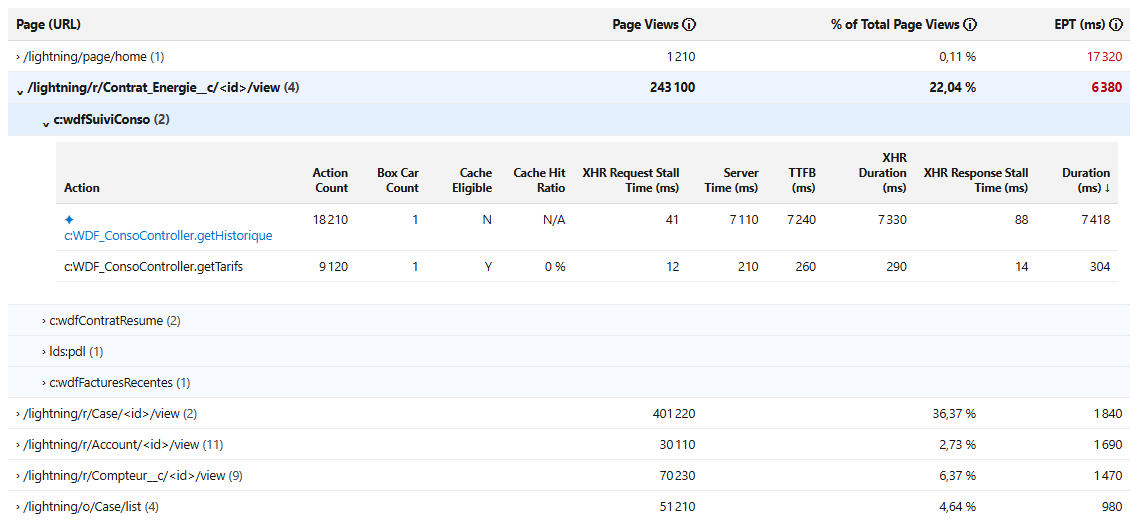 Page (URL) Page Views % of Total Page Views EPT (ms)
/lightning/page/home (1) 1 210 0,11 % 17 320
/lightning/r/Contrat_Energie__c/<id>/view (4) 243 100 22,04 % 6 380
c:wdfSuiviConso (2)
Action Action Count Box Car Count Cache Eligible Cache Hit Ratio XHR Request Stall Time (ms) Server Time (ms) TTFB (ms) XHR Duration (ms) XHR Response Stall Time (ms) Duration (ms) ↓
c:WDF_ConsoController.getHistorique 18 210 1 N N/A 41 7 110 7 240 7 330 88 7 418
c:WDF_ConsoController.getTarifs 9 120 1 Y 0 % 12 210 260 290 14 304
c:wdfContratResume (2)
lds:pdl (1)
c:wdfFacturesRecentes (1)
/lightning/r/Case/<id>/view (2) 401 220 36,37 % 1 840
/lightning/r/Account/<id>/view (11) 30 110 2,73 % 1 690
/lightning/r/Compteur__c/<id>/view (9) 70 230 6,37 % 1 470
/lightning/o/Case/list (4) 51 210 4,64 % 980